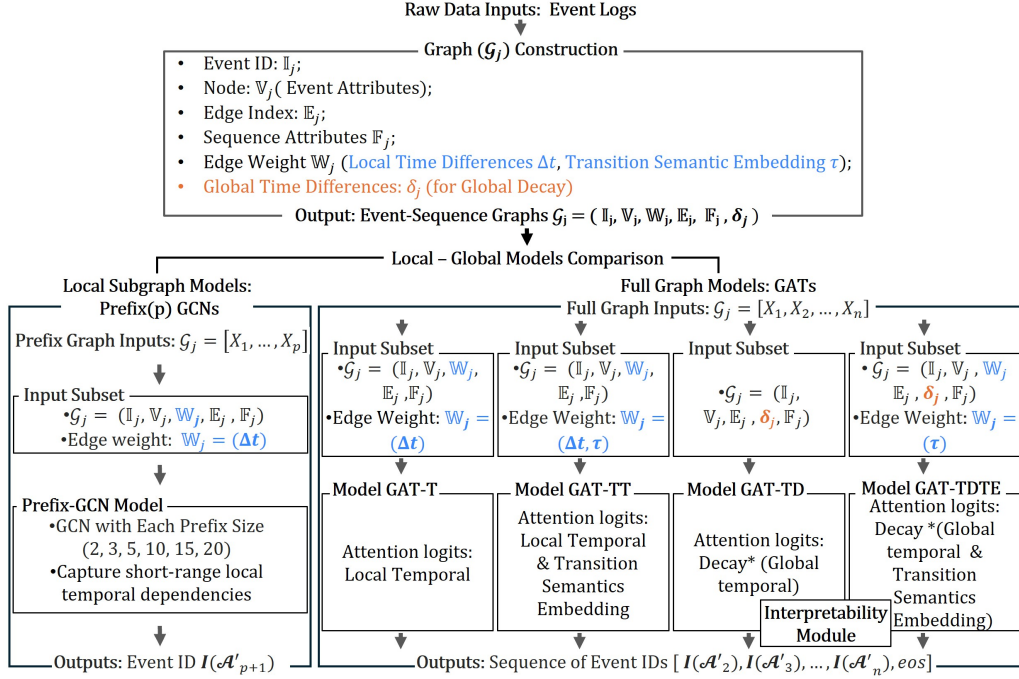 Raw Data Inputs: Event Logs
Graph (𝒢ⱼ) Construction
• Event ID: 𝕀ⱼ;
• Node: 𝕍ⱼ( Event Attributes);
• Edge Index: 𝔼ⱼ;
• Sequence Attributes 𝔽ⱼ;
• Edge Weight 𝕎ⱼ (Local Time Differences Δt, Transition Semantic Embedding τ);
• Global Time Differences: δⱼ (for Global Decay)
Output: Event-Sequence Graphs 𝒢ⱼ = ( 𝕀ⱼ, 𝕍ⱼ, 𝕎ⱼ, 𝔼ⱼ, 𝔽ⱼ , δⱼ )
Local – Global Models Comparison
Local Subgraph Models:
Prefix(p) GCNs
Prefix Graph Inputs: 𝒢ⱼ = [X₁, … , Xₚ]
Input Subset
•𝒢ⱼ = (𝕀ⱼ, 𝕍ⱼ, 𝕎ⱼ, 𝔼ⱼ , 𝔽ⱼ)
•Edge weight: 𝕎ⱼ = (Δt)
Prefix-GCN Model
•GCN with Each Prefix Size
(2, 3, 5, 10, 15, 20)
•Capture short-range local
temporal dependencies
Outputs: Event ID I(𝒜′ₚ₊₁)
Full Graph Models: GATs
Full Graph Inputs: 𝒢ⱼ = [X₁, X₂, … , Xₙ]
Input Subset
•𝒢ⱼ = (𝕀ⱼ, 𝕍ⱼ, 𝕎ⱼ,
𝔼ⱼ ,𝔽ⱼ)
•Edge Weight: 𝕎ⱼ =
(Δt)
Model GAT-T
Attention logits:
Local Temporal
Input Subset
•𝒢ⱼ = (𝕀ⱼ, 𝕍ⱼ, 𝕎ⱼ,
𝔼ⱼ ,𝔽ⱼ)
•Edge Weight: 𝕎ⱼ =
(Δt, τ)
Model GAT-TT
Attention logits:
Local Temporal
& Transition
Semantics
Embedding
Input Subset
•𝒢ⱼ = (𝕀ⱼ,
𝕍ⱼ, 𝔼ⱼ , δⱼ, 𝔽ⱼ)
Model GAT-TD
Attention logits:
Decay* (Global
temporal)
Input Subset
•𝒢ⱼ = (𝕀ⱼ, 𝕍ⱼ , 𝕎ⱼ
𝔼ⱼ , δⱼ , 𝔽ⱼ)
•Edge Weight: 𝕎ⱼ =
(τ)
Model GAT-TDTE
Attention logits:
Decay *(Global
temporal &
Transition
Semantics
Embedding)
Interpretability
Module
Outputs: Sequence of Event IDs [ I(𝒜′₂), I(𝒜′₃), … , I(𝒜′ₙ), eos]